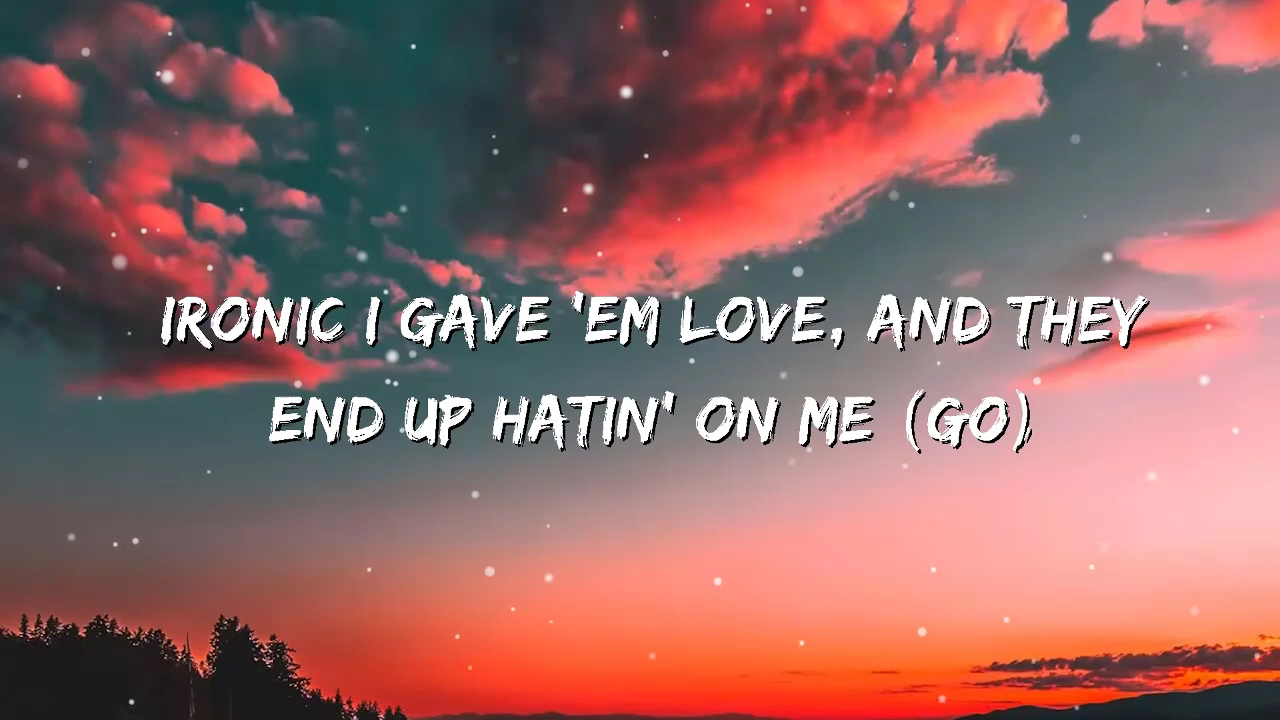 IRONIC I GAVE 'EM LOVE, AND THEY
END UP HATIN' ON ME (GO)